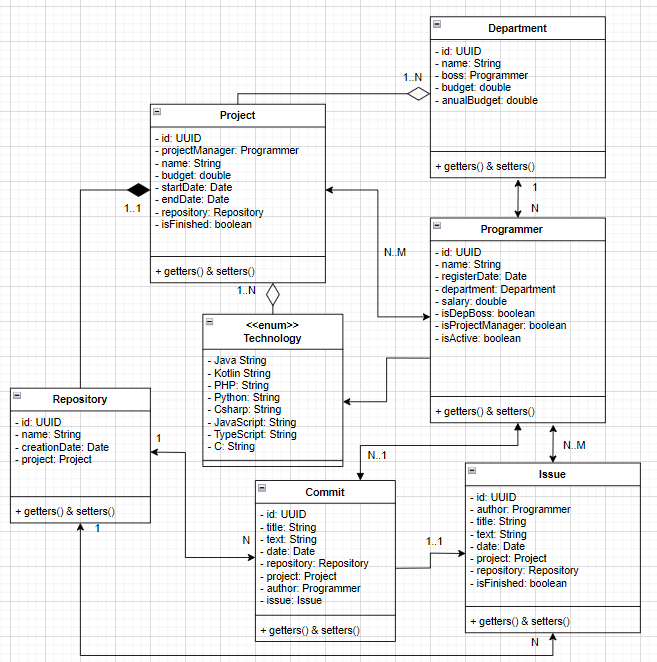 Department
- id: UUID
- name: String
- boss: Programmer
- budget: double
- anualBudget: double
+ getters() & setters()
1..N
Project
- id: UUID
- projectManager: Programmer
- name: String
- budget: double
- startDate: Date
- endDate: Date
- repository: Repository
- isFinished: boolean
+ getters() & setters()
1..1
1
N
N..M
1..N
Programmer
- id: UUID
- name: String
- registerDate: Date
- department: Department
- salary: double
- isDepBoss: boolean
- isProjectManager: boolean
- isActive: boolean
+ getters() & setters()
<<enum>>
Technology
- Java String
- Kotlin String
- PHP: String
- Python: String
- Csharp: String
- JavaScript: String
- TypeScript: String
- C: String
Repository
- id: UUID
- name: String
- creationDate: Date
- project: Project
+ getters() & setters()
1
N
1
N..1
N..M
Commit
- id: UUID
- title: String
- text: String
- date: Date
- repository: Repository
- project: Project
- author: Programmer
- issue: Issue
+ getters() & setters()
1..1
Issue
- id: UUID
- author: Programmer
- title: String
- text: String
- date: Date
- project: Project
- repository: Repository
- isFinished: boolean
+ getters() & setters()
N